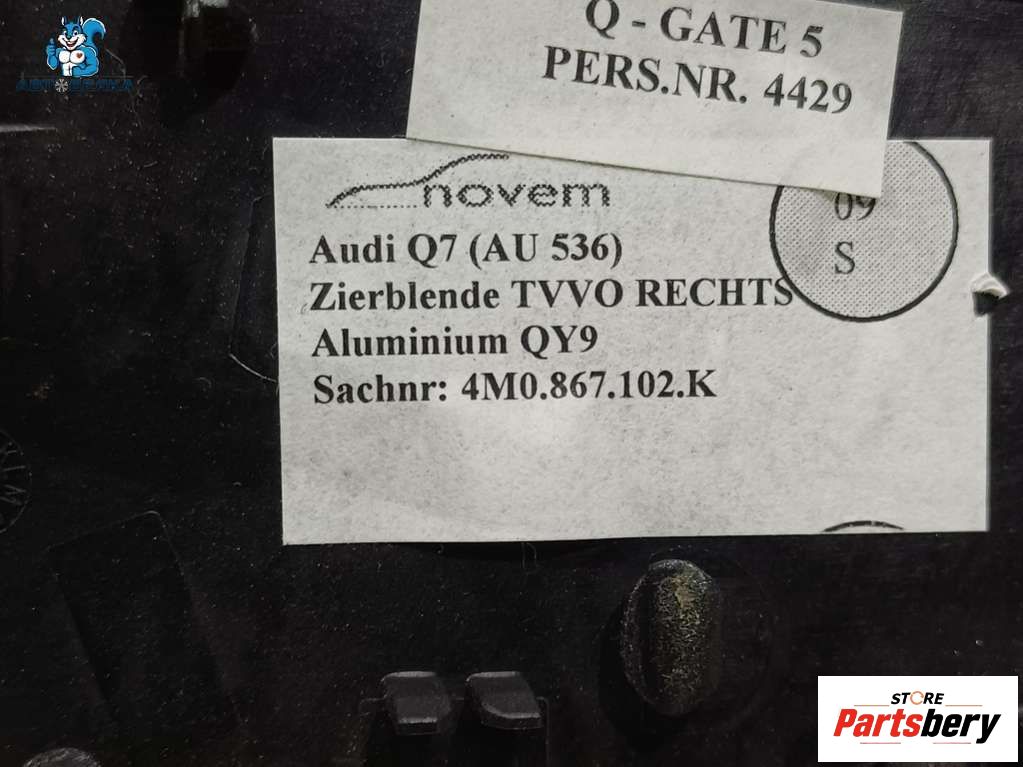 АВТОБЕЛКА
Q - GATE 5
PERS.NR. 4429
novem
09
S
Audi Q7 (AU 536)
Zierblende TVVO RECHTS
Aluminium QY9
Sachnr: 4M0.867.102.K
STORE
Partsbery